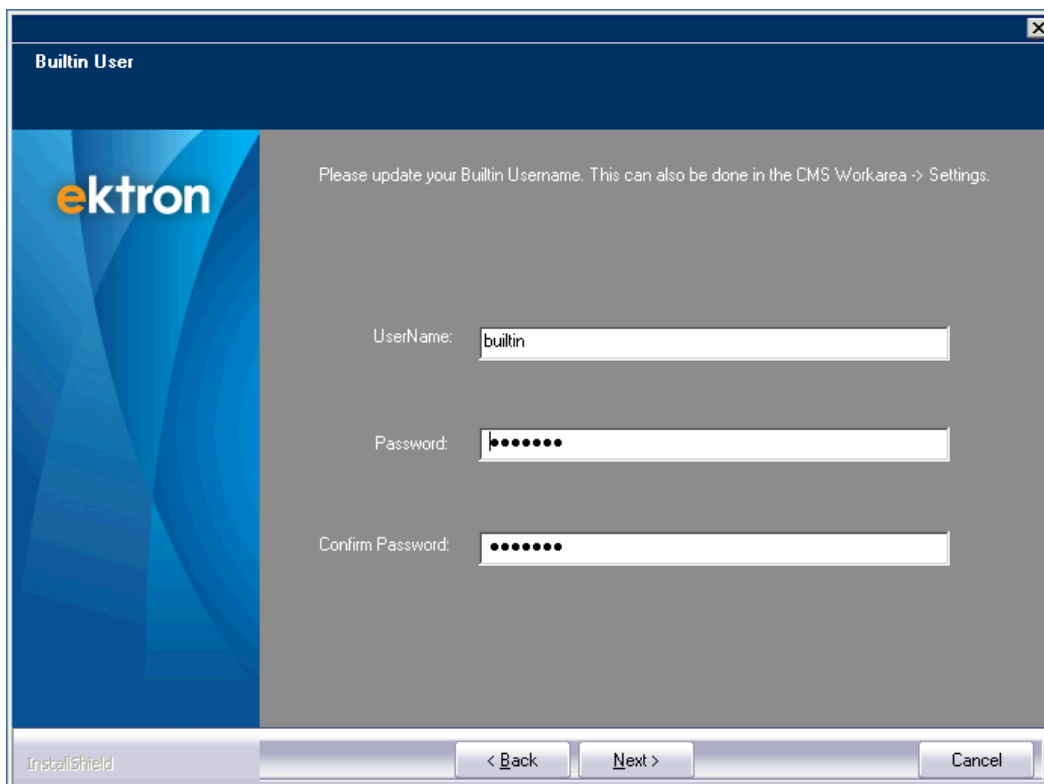 Builtin User
ektron
Please update your Builtin Username. This can also be done in the CMS Workarea -> Settings.
UserName:
builtin
Password:
•••••••
Confirm Password:
•••••••
InstallShield
< Back
Next >
Cancel